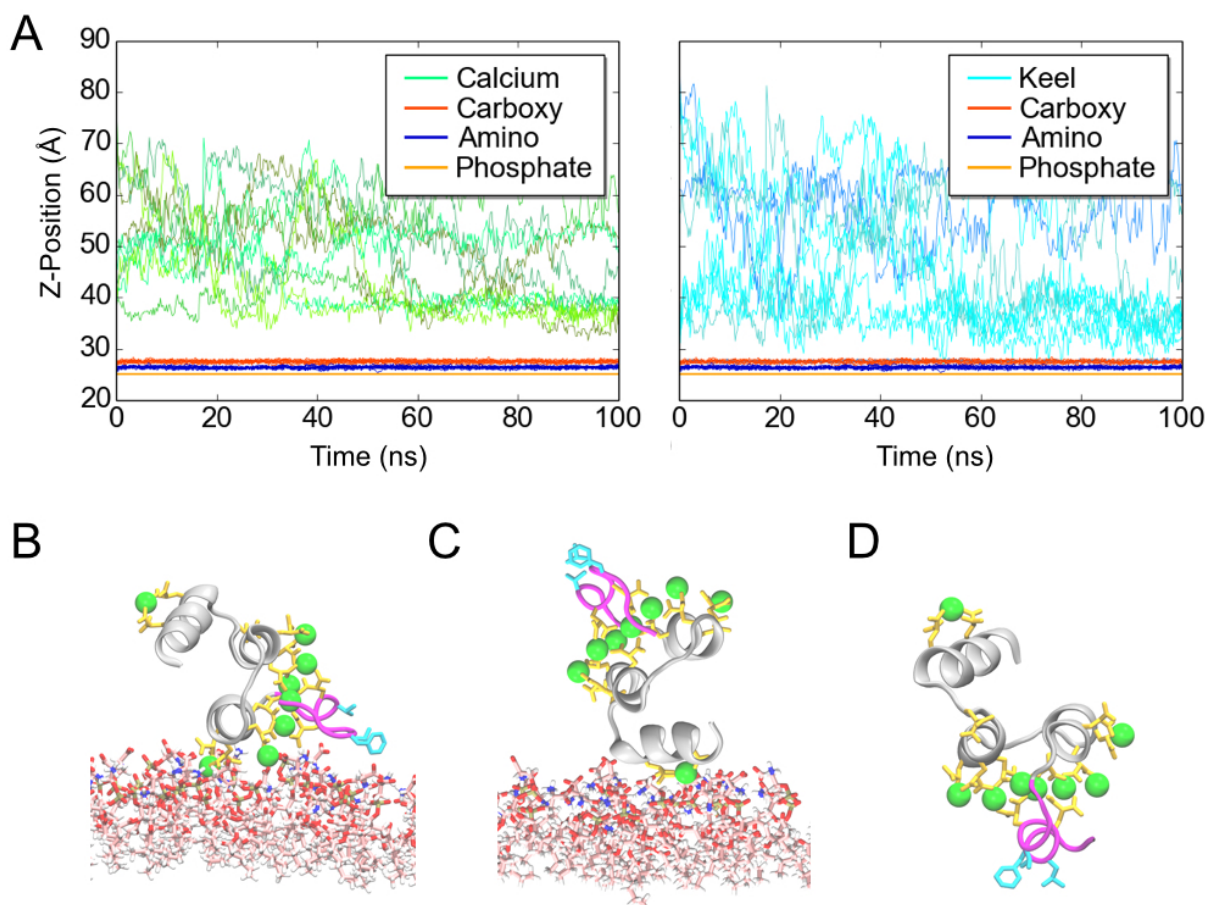 A
90
80
70
60
50
40
30
20
Z-Position (Å)
Calcium
Carboxy
Amino
Phosphate
0 20 40 60 80 100
Time (ns)
Keel
Carboxy
Amino
Phosphate
0 20 40 60 80 100
Time (ns)
B
C
D